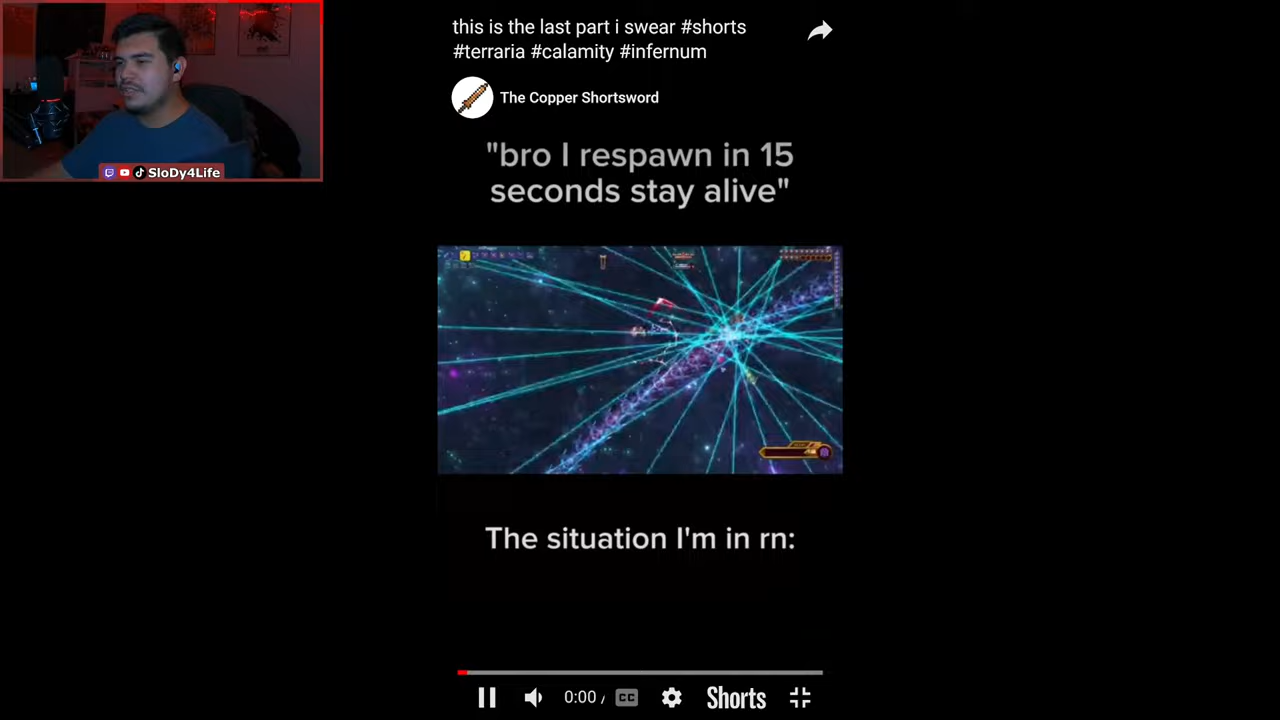 this is the last part i swear #shorts
#terraria #calamity #infernum
The Copper Shortsword
"bro I respawn in 15
seconds stay alive"
SloDy4Life
The situation I'm in rn:
0:00 /
CC
Shorts